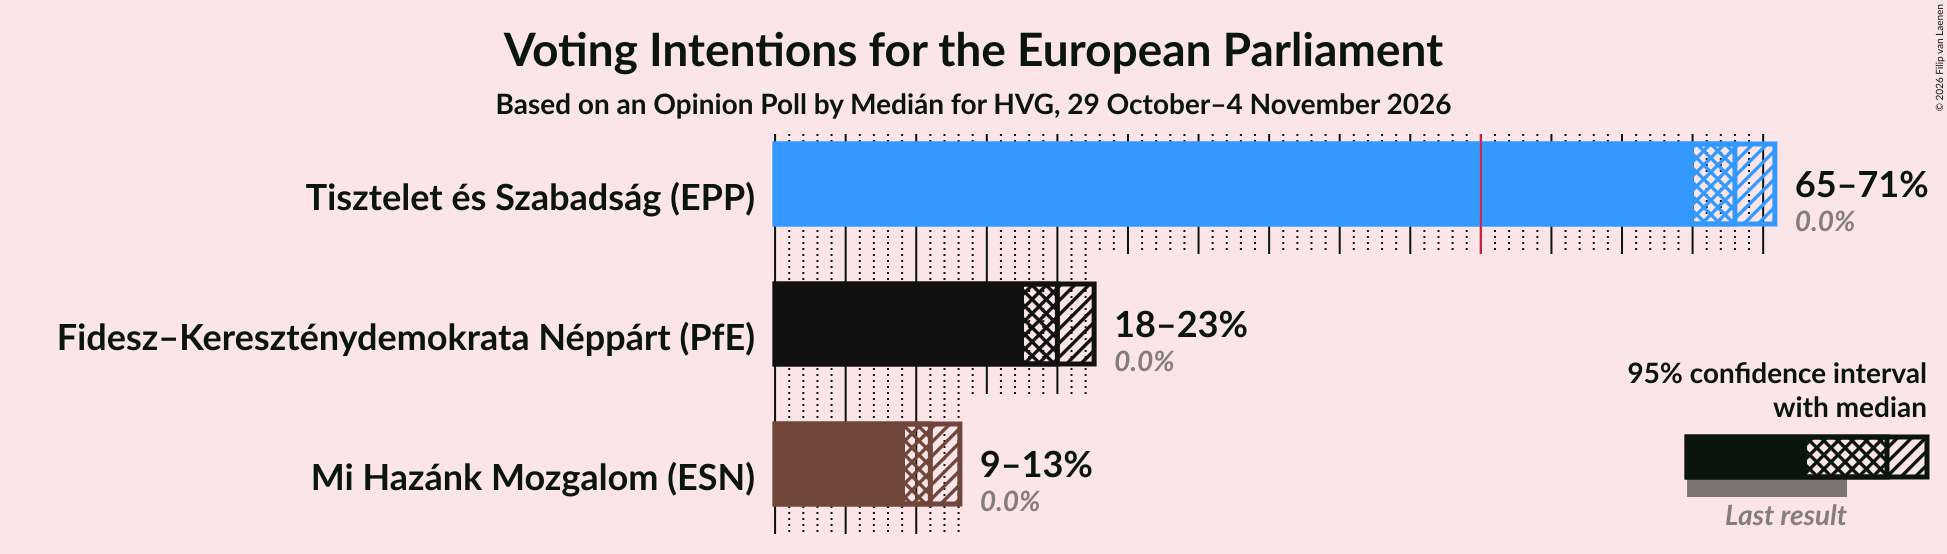 Voting Intentions for the European Parliament
Based on an Opinion Poll by Medián for HVG, 29 October–4 November 2026
© 2026 Filip van Laenen
Tisztelet és Szabadság (EPP)
65–71%
0.0%
Fidesz–Kereszténydemokrata Néppárt (PfE)
18–23%
0.0%
Mi Hazánk Mozgalom (ESN)
9–13%
0.0%
95% confidence interval
with median
Last result